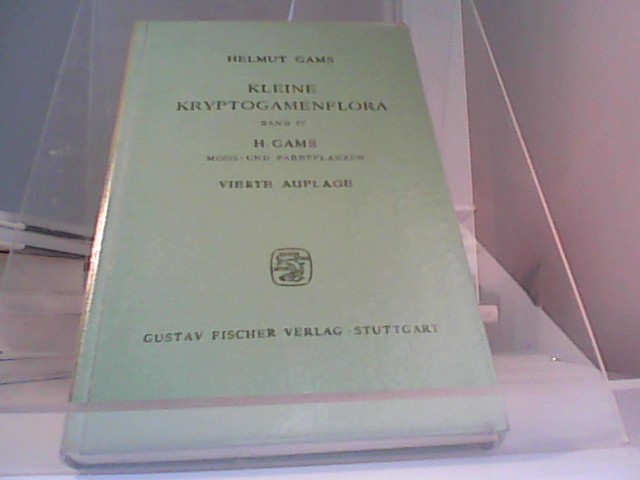 HELMUT GAMS
KLEINE
KRYPTOGAMENFLORA
BAND IV
H. GAMS
MOOS- UND FARNPFLANZEN
VIERTE AUFLAGE
GUSTAV FISCHER VERLAG · STUTTGART